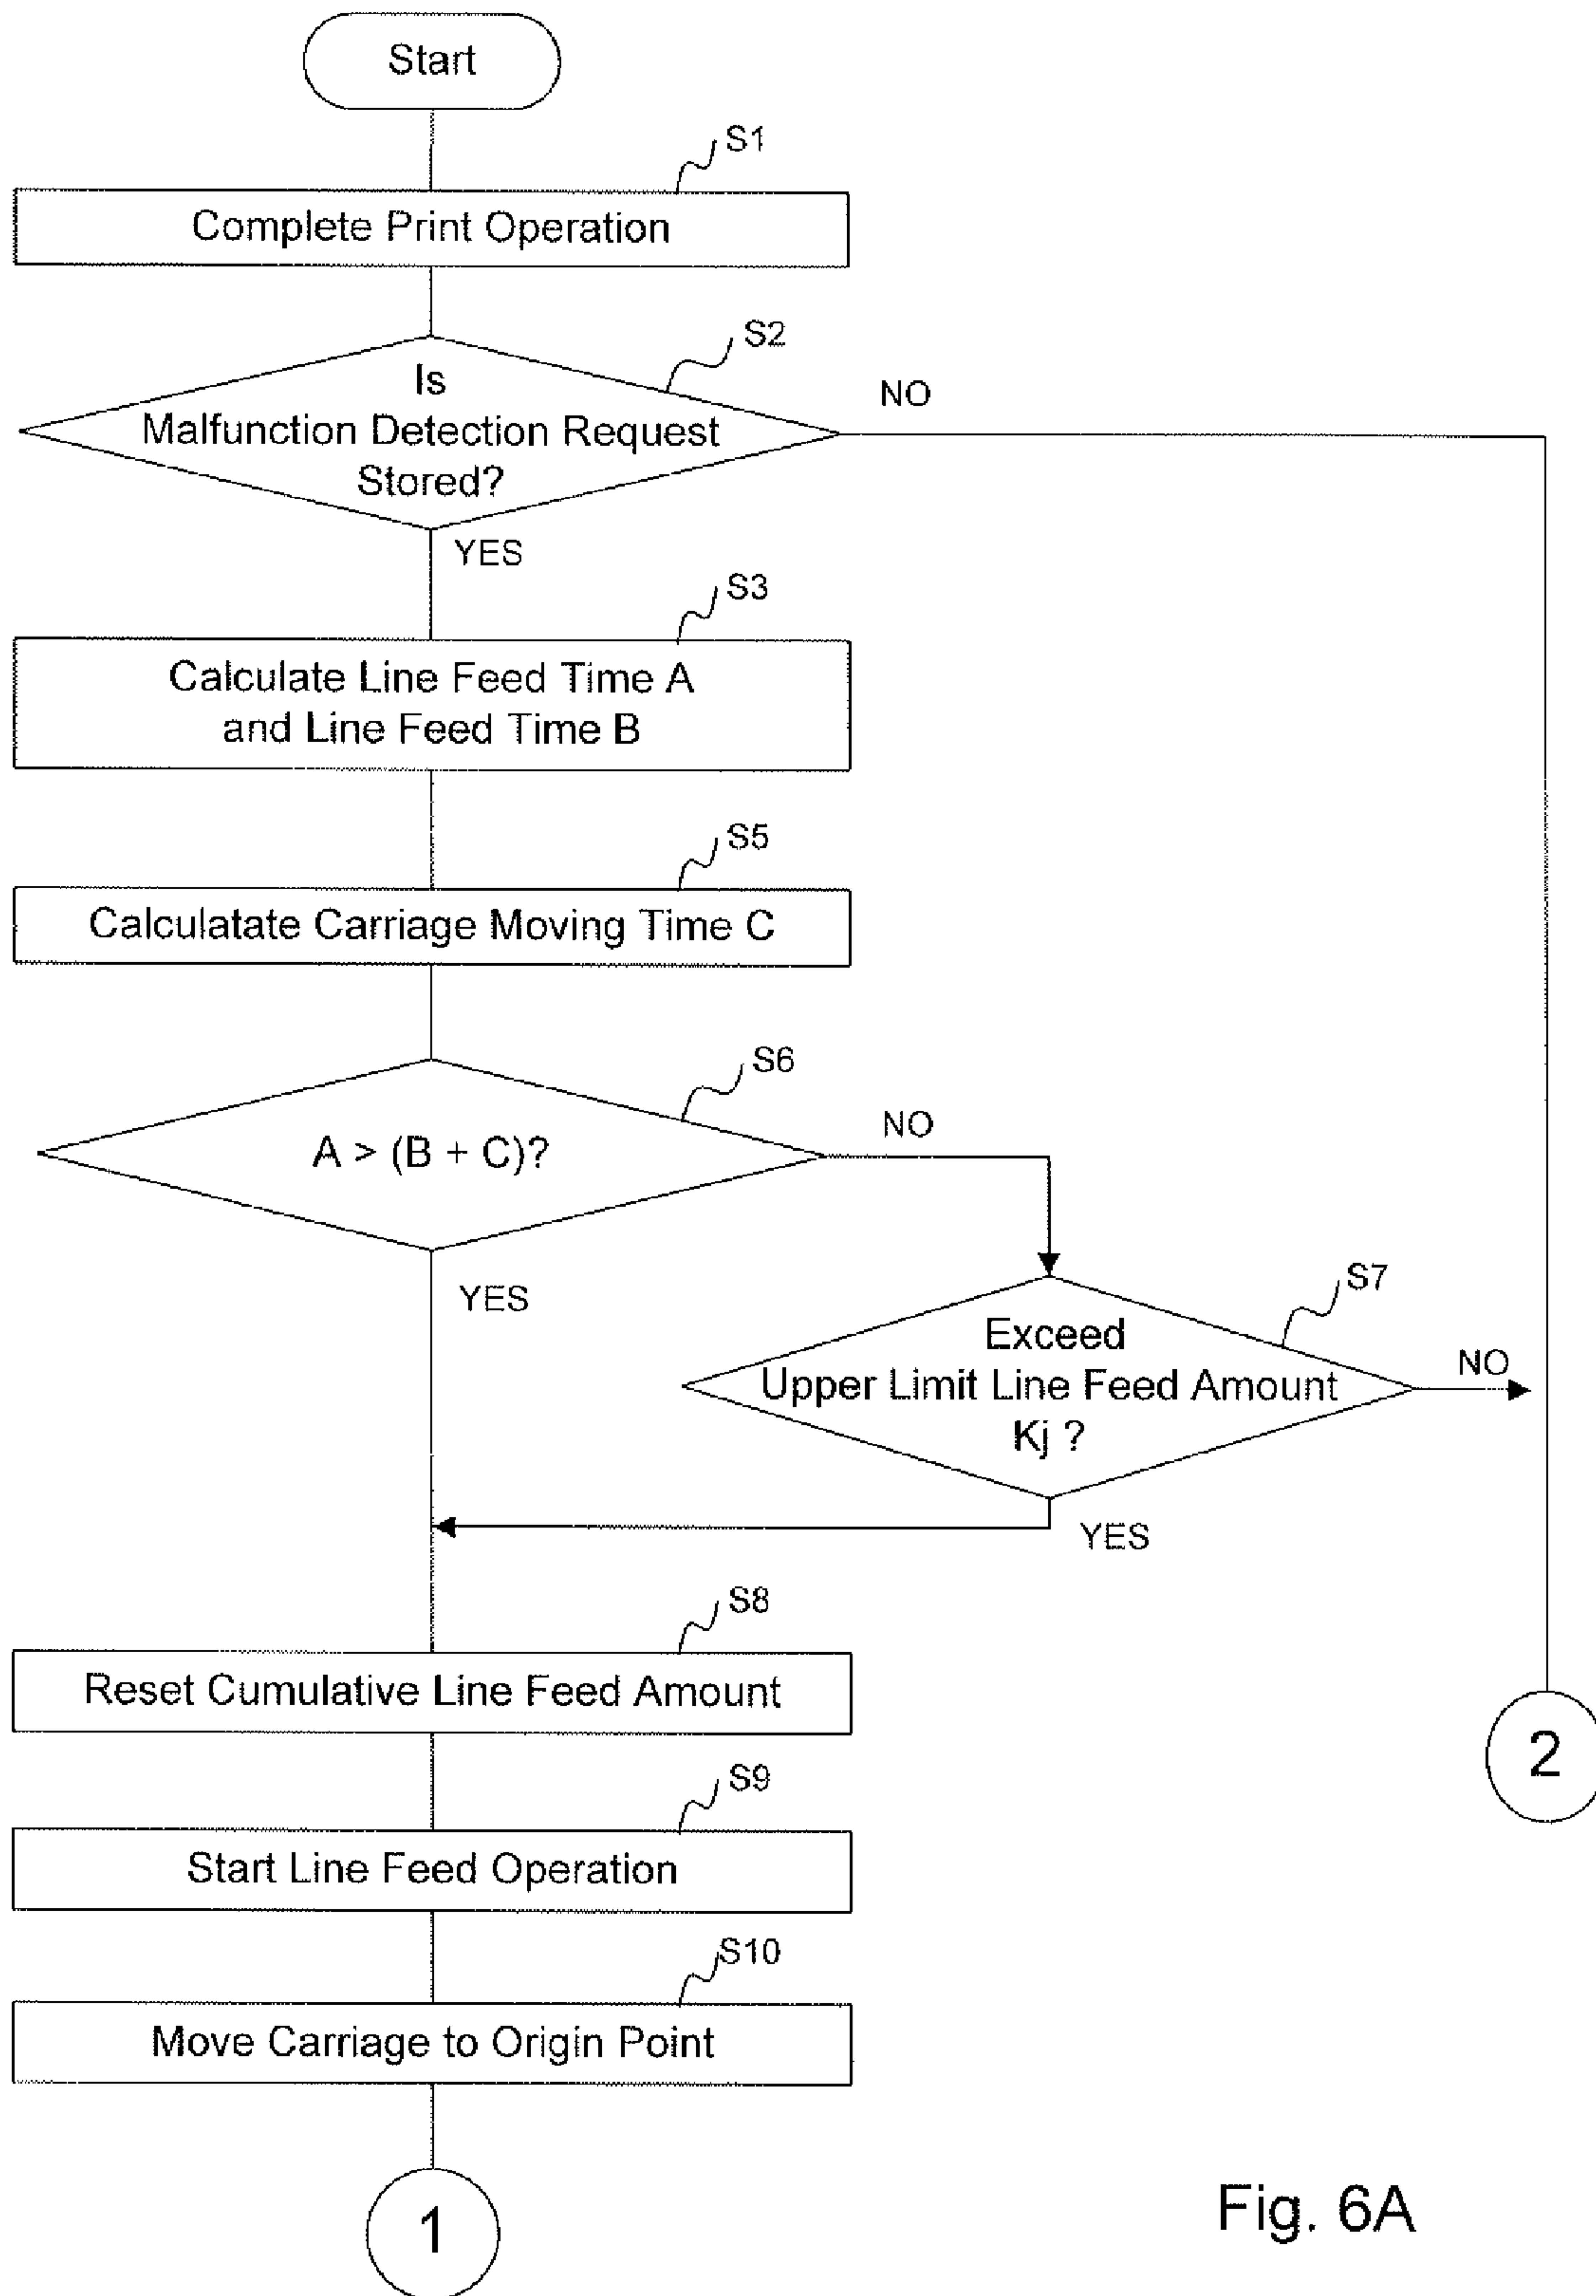 Start
S1
Complete Print Operation
S2
Is
Malfunction Detection Request
Stored?
NO
YES
S3
Calculate Line Feed Time A
and Line Feed Time B
S5
Calculatate Carriage Moving Time C
S6
A > (B + C)?
NO
YES
S7
Exceed
Upper Limit Line Feed Amount
Kj ?
NO
YES
S8
Reset Cumulative Line Feed Amount
2
S9
Start Line Feed Operation
S10
Move Carriage to Origin Point
1
Fig. 6A